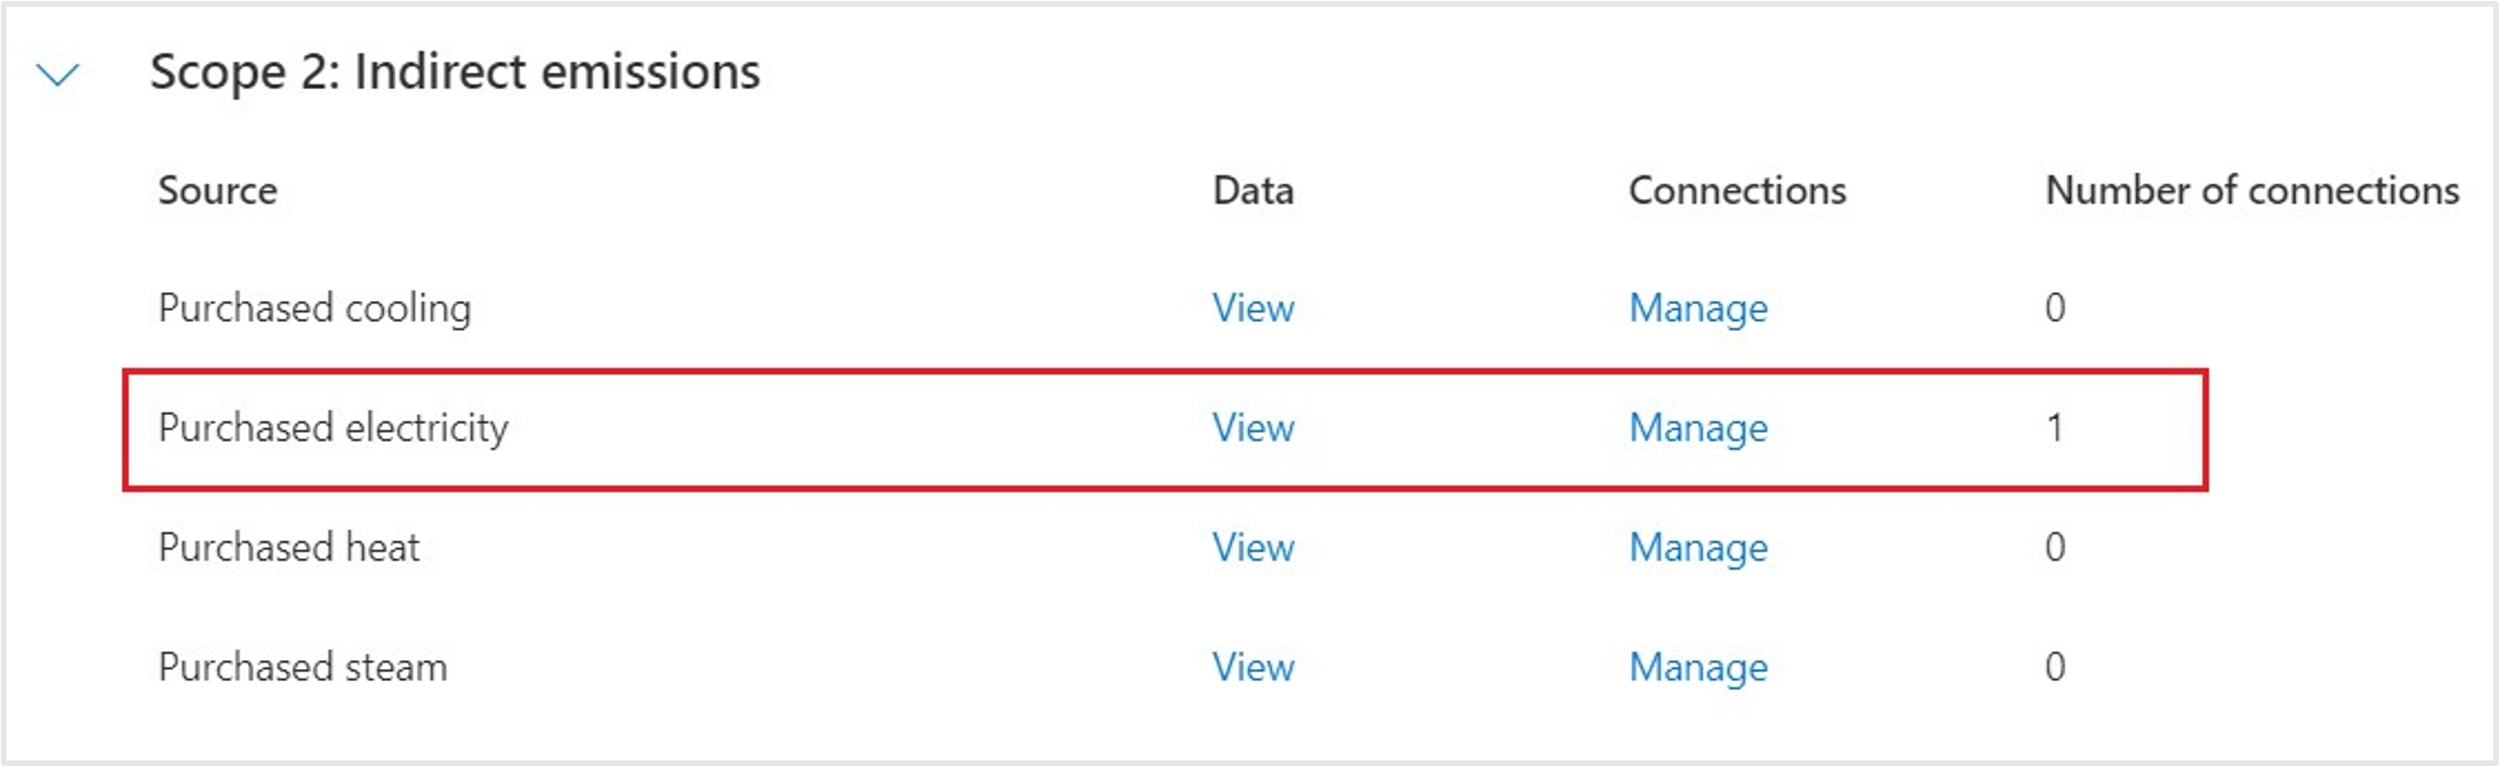 Scope 2: Indirect emissions
Source Data Connections Number of connections
Purchased cooling View Manage 0
Purchased electricity View Manage 1
Purchased heat View Manage 0
Purchased steam View Manage 0